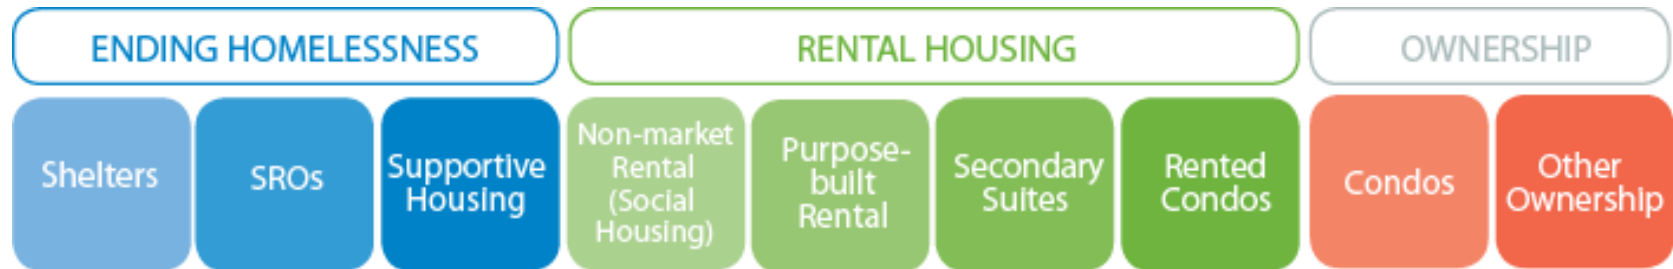 ENDING HOMELESSNESS
RENTAL HOUSING
OWNERSHIP
Shelters
SROs
Supportive
Housing
Non-market
Rental
(Social
Housing)
Purpose-
built
Rental
Secondary
Suites
Rented
Condos
Condos
Other
Ownership